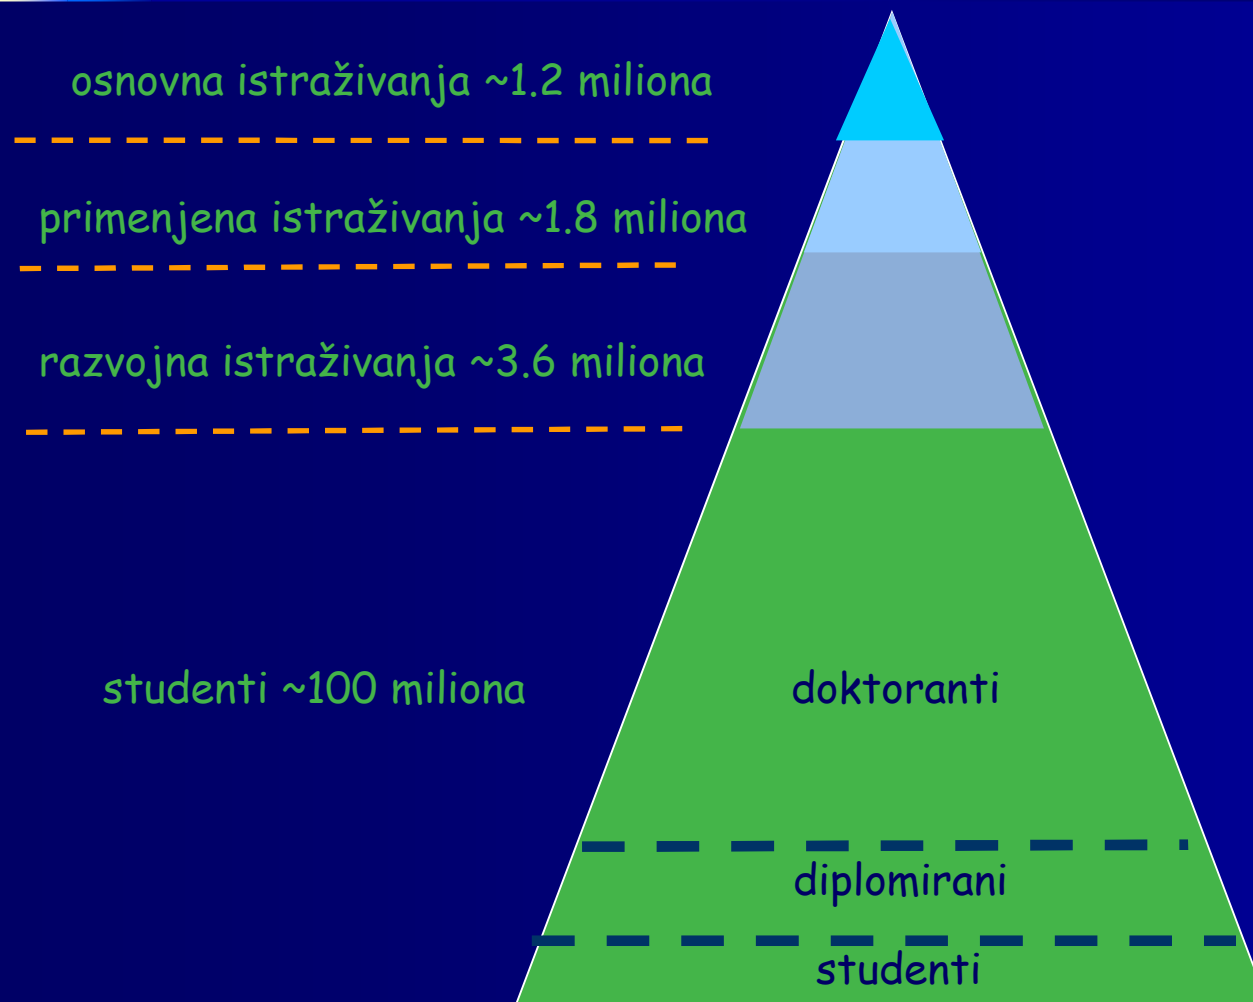 osnovna istraživanja ~1.2 miliona
primenjena istraživanja ~1.8 miliona
razvojna istraživanja ~3.6 miliona
studenti ~100 miliona
doktoranti
diplomirani
studenti